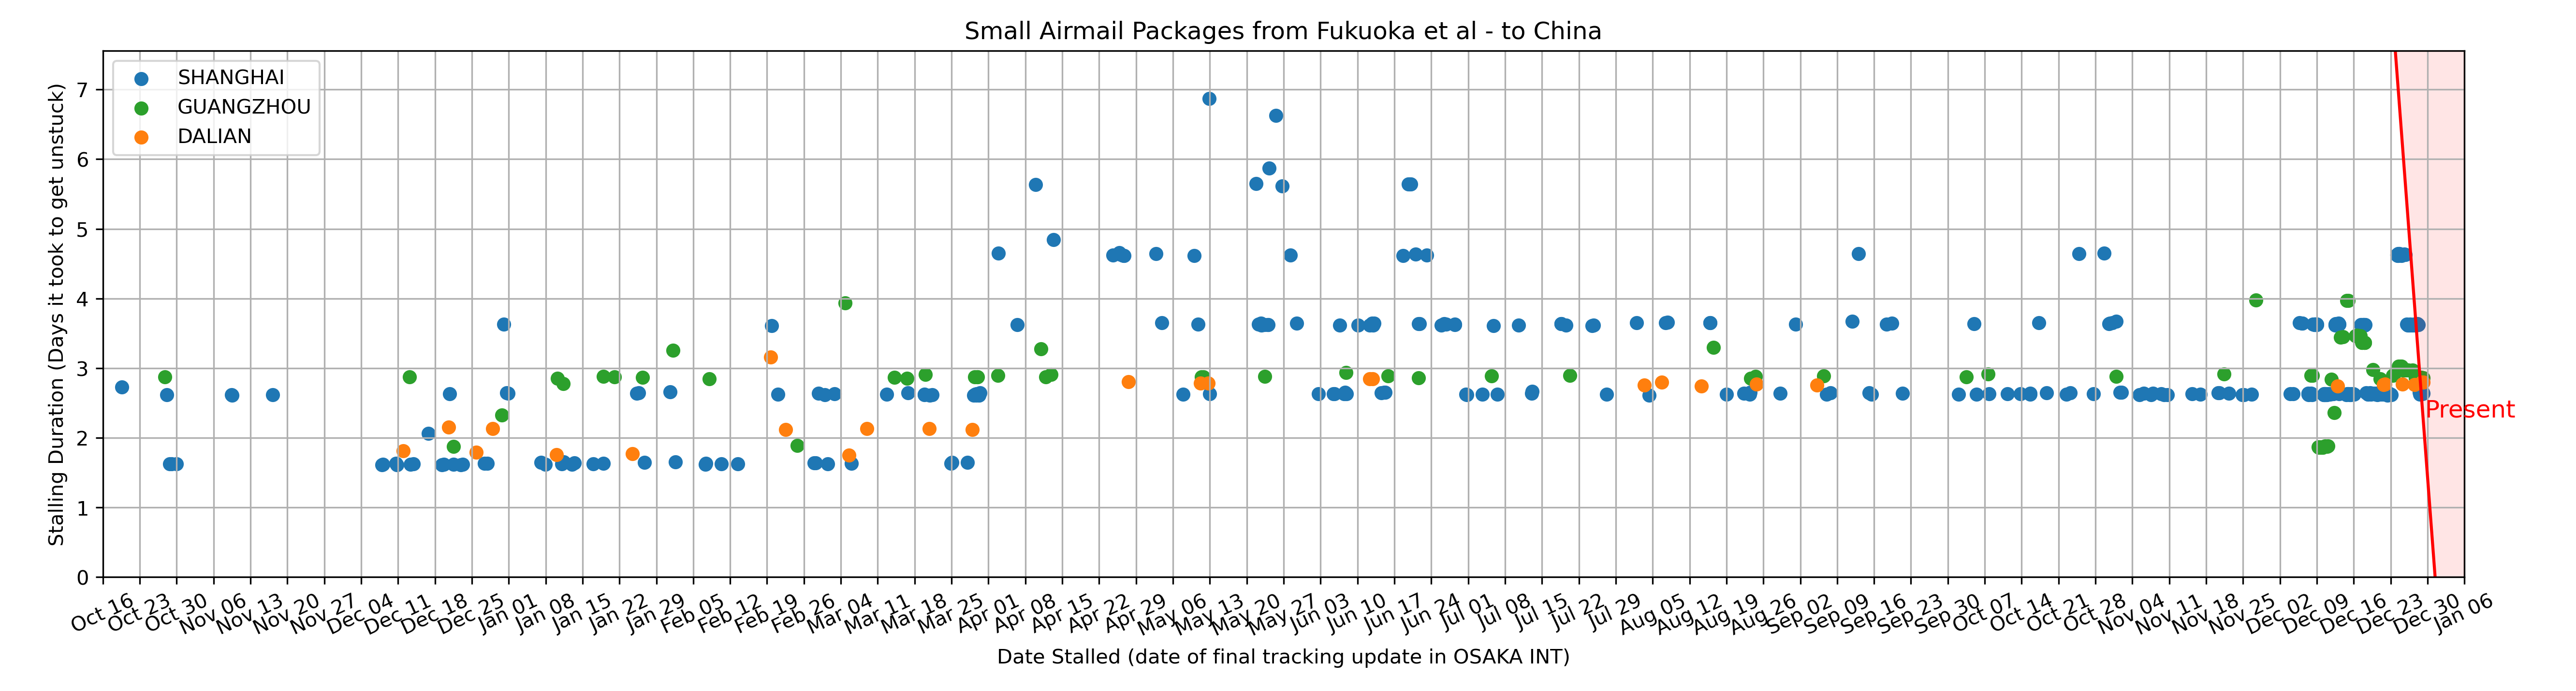 Small Airmail Packages from Fukuoka et al - to China
SHANGHAI
GUANGZHOU
DALIAN
Stalling Duration (Days it took to get unstuck)
7
6
5
4
3
2
1
0
Present
Oct 16
Oct 23
Oct 30
Nov 06
Nov 13
Nov 20
Nov 27
Dec 04
Dec 11
Dec 18
Dec 25
Jan 01
Jan 08
Jan 15
Jan 22
Jan 29
Feb 05
Feb 12
Feb 19
Feb 26
Mar 04
Mar 11
Mar 18
Mar 25
Apr 01
Apr 08
Apr 15
Apr 22
Apr 29
May 06
May 13
May 20
May 27
Jun 03
Jun 10
Jun 17
Jun 24
Jul 01
Jul 08
Jul 15
Jul 22
Jul 29
Aug 05
Aug 12
Aug 19
Aug 26
Sep 02
Sep 09
Sep 16
Sep 23
Sep 30
Oct 07
Oct 14
Oct 21
Oct 28
Nov 04
Nov 11
Nov 18
Nov 25
Dec 02
Dec 09
Dec 16
Dec 23
Dec 30
Jan 06
Date Stalled (date of final tracking update in OSAKA INT)